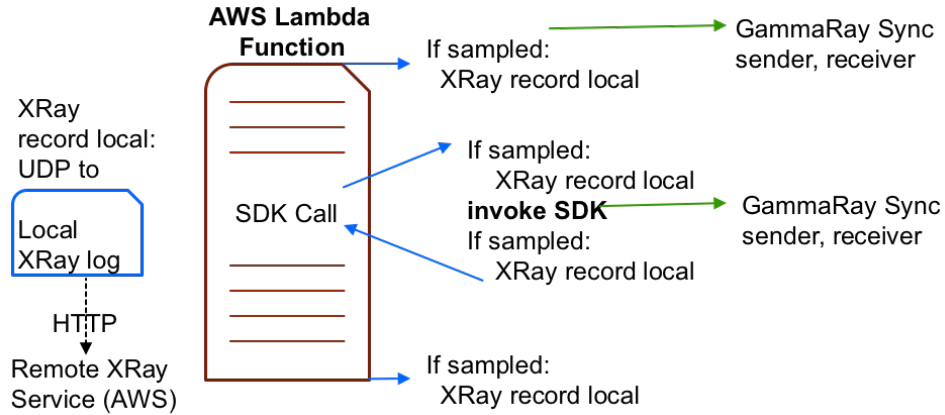 AWS Lambda
Function
If sampled:
XRay record local
GammaRay Sync
sender, receiver
XRay
record local:
UDP to
Local
XRay log
HTTP
Remote XRay
Service (AWS)
SDK Call
If sampled:
XRay record local
invoke SDK
If sampled:
XRay record local
GammaRay Sync
sender, receiver
If sampled:
XRay record local